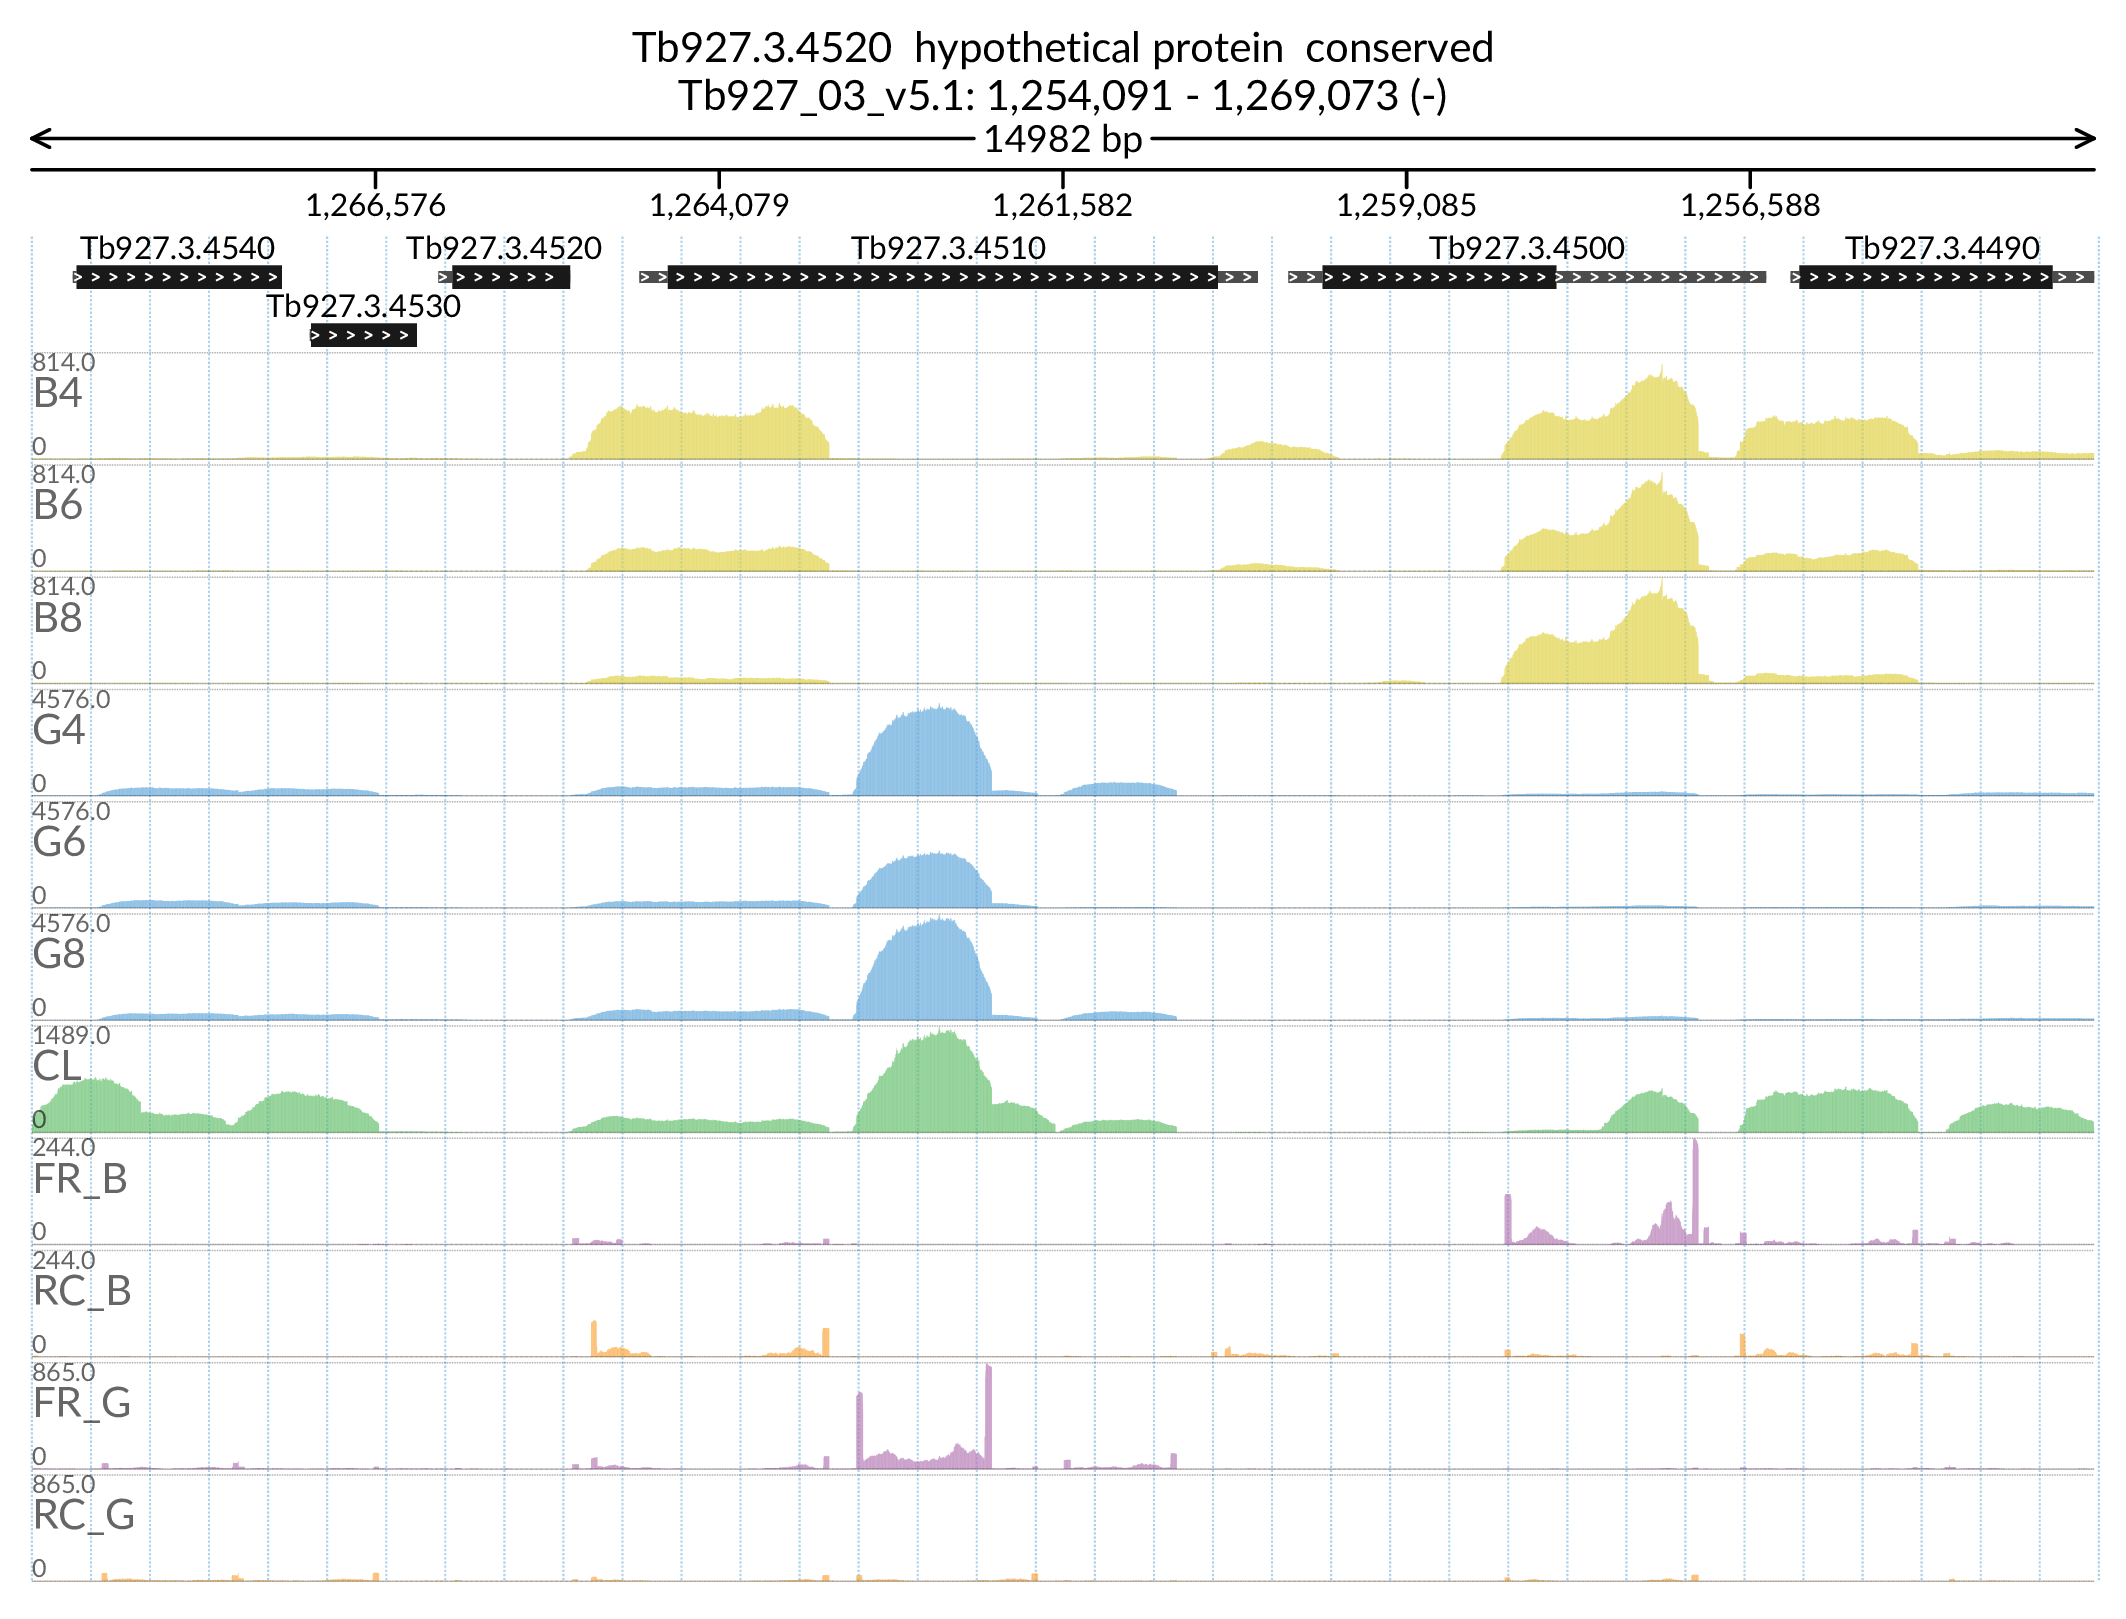 Tb927.3.4520  hypothetical protein  conserved
Tb927_03_v5.1: 1,254,091 - 1,269,073 (-)
14982 bp
1,266,576 1,264,079 1,261,582 1,259,085 1,256,588
Tb927.3.4540 Tb927.3.4520 Tb927.3.4510 Tb927.3.4500 Tb927.3.4490
Tb927.3.4530
814.0
B4
0
814.0
B6
0
814.0
B8
0
4576.0
G4
0
4576.0
G6
0
4576.0
G8
0
1489.0
CL
0
244.0
FR_B
0
244.0
RC_B
0
865.0
FR_G
0
865.0
RC_G
0